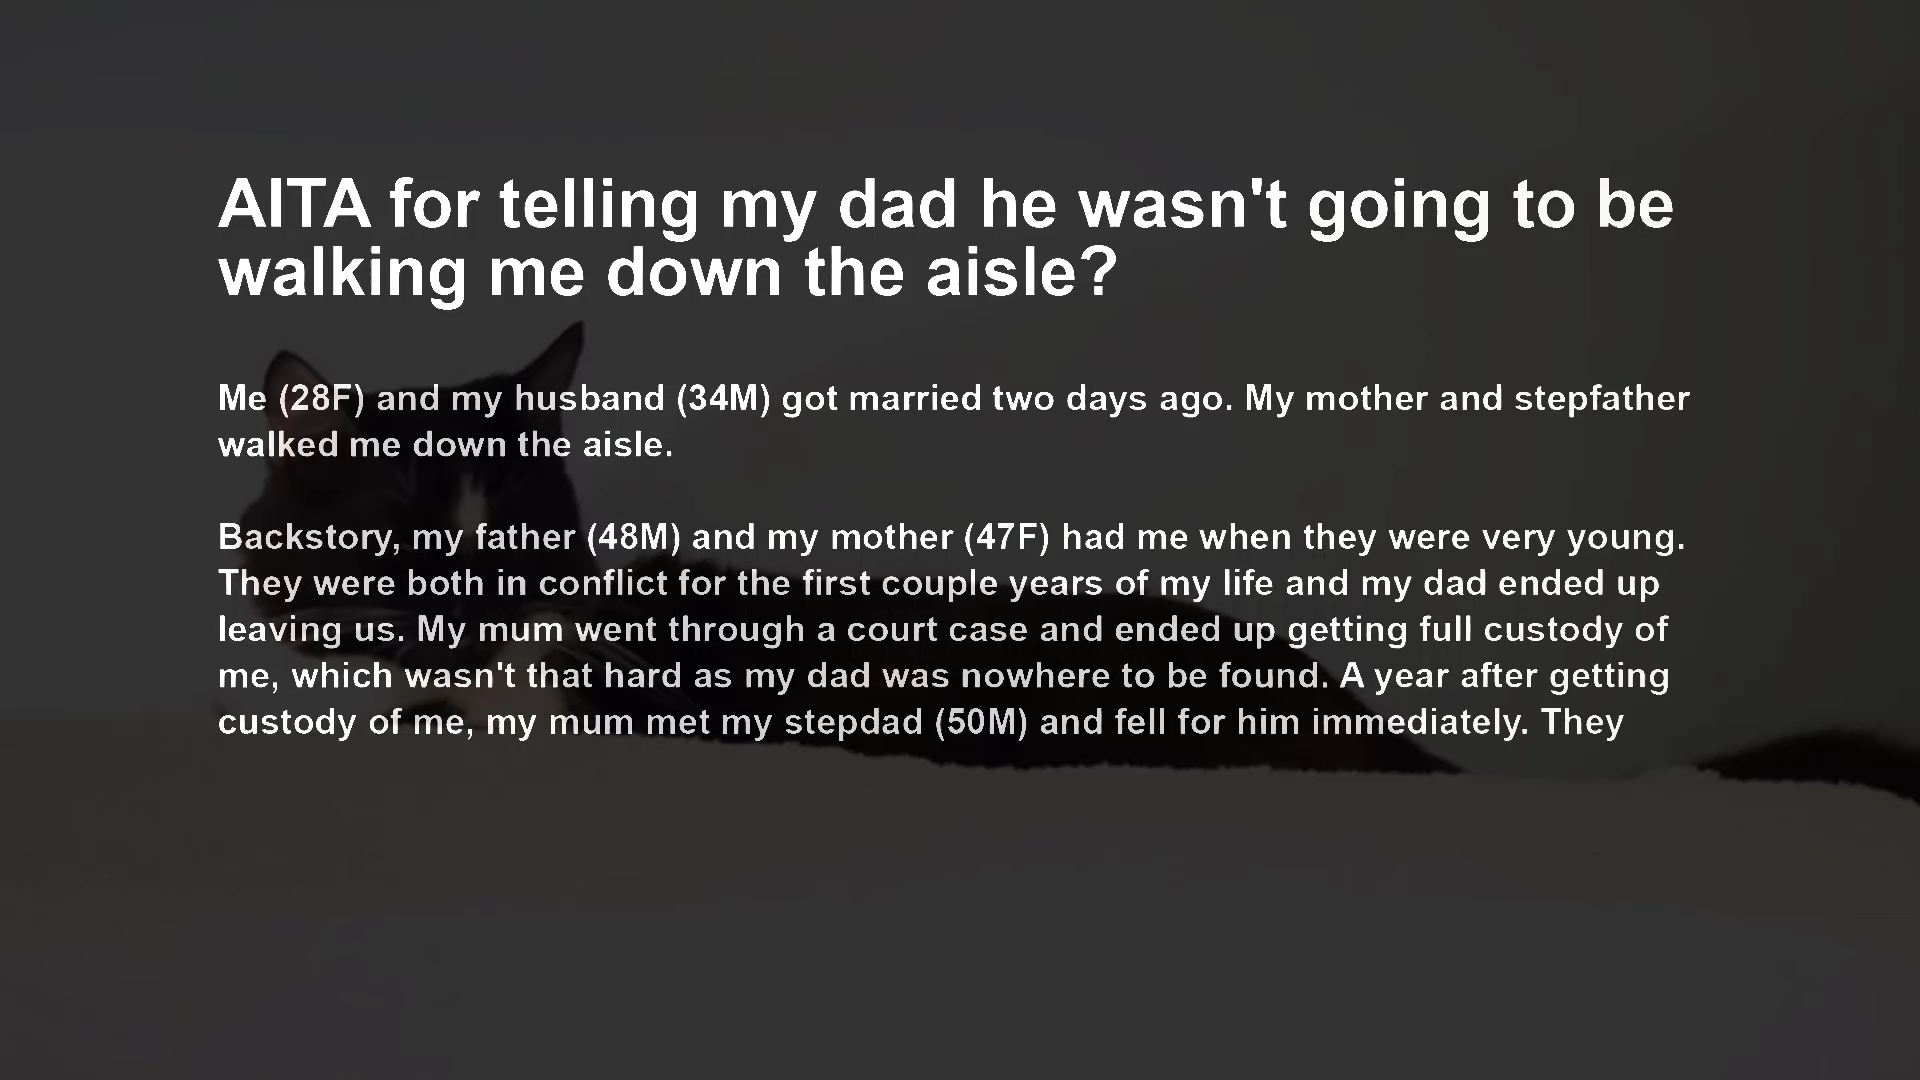 AITA for telling my dad he wasn't going to be
walking me down the aisle?
Me (28F) and my husband (34M) got married two days ago. My mother and stepfather
walked me down the aisle.
Backstory, my father (48M) and my mother (47F) had me when they were very young.
They were both in conflict for the first couple years of my life and my dad ended up
leaving us. My mum went through a court case and ended up getting full custody of
me, which wasn't that hard as my dad was nowhere to be found. A year after getting
custody of me, my mum met my stepdad (50M) and fell for him immediately. They